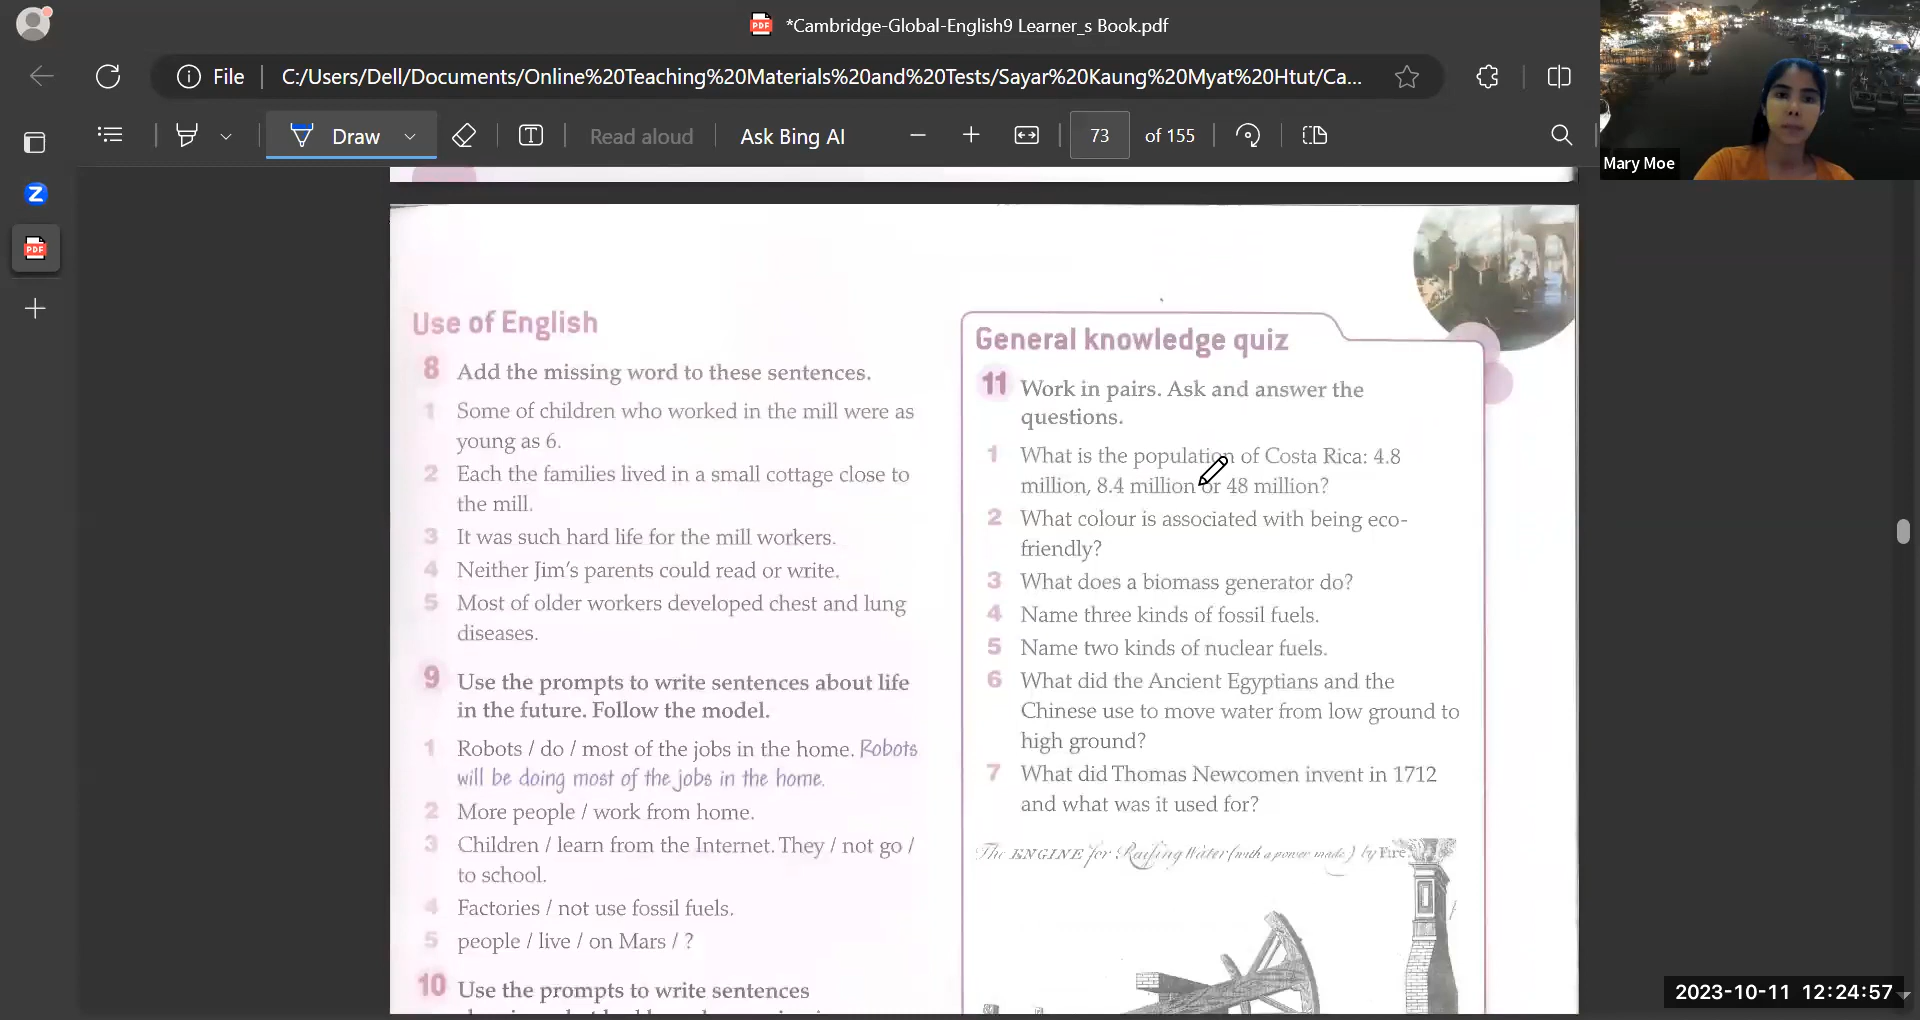 *Cambridge-Global-English9 Learner_s Book.pdf
File
C:/Users/Dell/Documents/Online%20Teaching%20Materials%20and%20Tests/Sayar%20Kaung%20Myat%20Htut/Ca...
Draw
Read aloud
Ask Bing AI
73
of 155
Mary Moe
Use of English
8 Add the missing word to these sentences.
1 Some of children who worked in the mill were as
young as 6.
2 Each the families lived in a small cottage close to
the mill.
3 It was such hard life for the mill workers.
4 Neither Jim's parents could read or write.
5 Most of older workers developed chest and lung
diseases.
9 Use the prompts to write sentences about life
in the future. Follow the model.
1 Robots / do / most of the jobs in the home. Robots
will be doing most of the jobs in the home.
2 More people / work from home.
3 Children / learn from the Internet. They / not go /
to school.
4 Factories / not use fossil fuels.
5 people / live / on Mars / ?
10 Use the prompts to write sentences
General knowledge quiz
11 Work in pairs. Ask and answer the
questions.
1 What is the population of Costa Rica: 4.8
million, 8.4 million or 48 million?
2 What colour is associated with being eco-
friendly?
3 What does a biomass generator do?
4 Name three kinds of fossil fuels.
5 Name two kinds of nuclear fuels.
6 What did the Ancient Egyptians and the
Chinese use to move water from low ground to
high ground?
7 What did Thomas Newcomen invent in 1712
and what was it used for?
The ENGINE for Raising Water (with a power made) by Fire.
2023-10-11 12:24:57